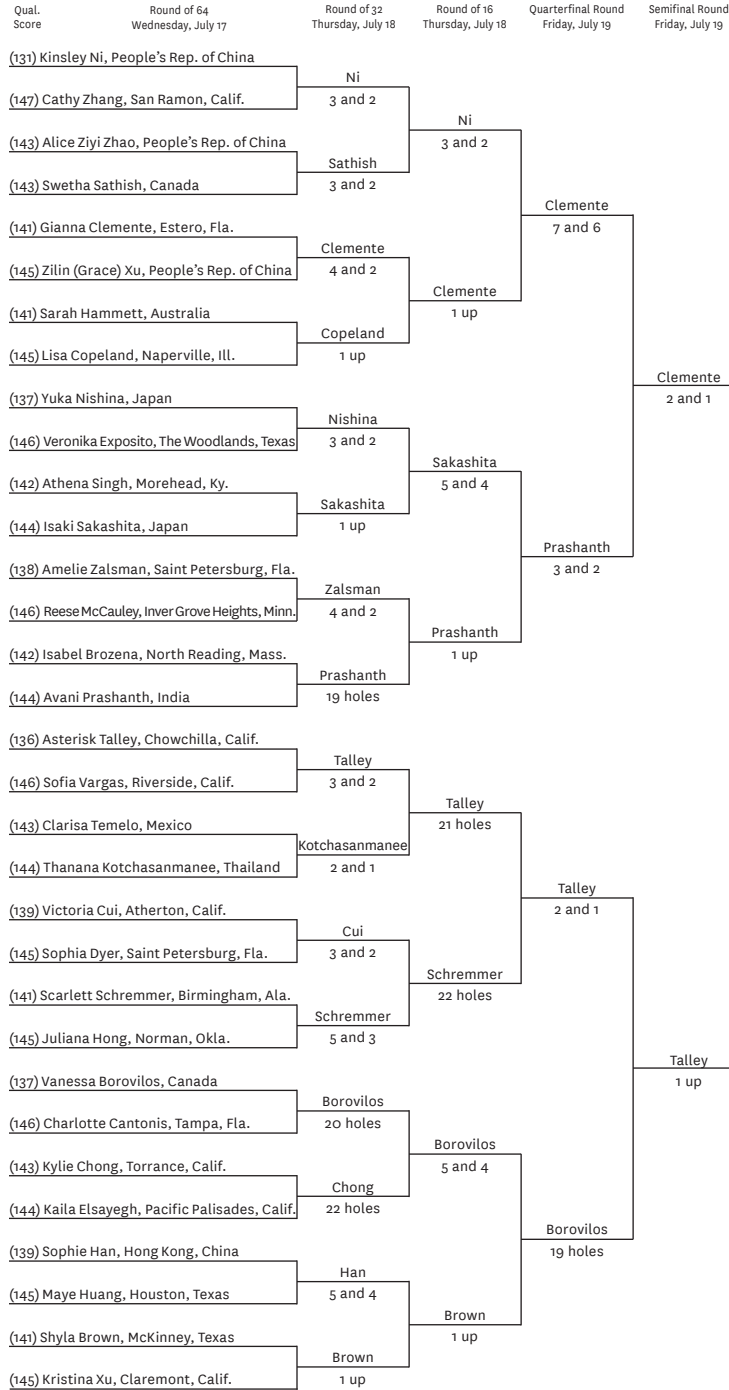 Qual.
Score
Round of 64
Wednesday, July 17
Round of 32
Thursday, July 18
Round of 16
Thursday, July 18
Quarterfinal Round
Friday, July 19
Semifinal Round
Friday, July 19
(131) Kinsley Ni, People's Rep. of China
Ni
3 and 2
(147) Cathy Zhang, San Ramon, Calif.
Ni
3 and 2
(143) Alice Ziyi Zhao, People's Rep. of China
Sathish
3 and 2
(143) Swetha Sathish, Canada
Clemente
7 and 6
(141) Gianna Clemente, Estero, Fla.
Clemente
4 and 2
(145) Zilin (Grace) Xu, People's Rep. of China
Clemente
1 up
(141) Sarah Hammett, Australia
Copeland
1 up
(145) Lisa Copeland, Naperville, Ill.
Clemente
2 and 1
(137) Yuka Nishina, Japan
Nishina
3 and 2
(146) Veronika Exposito, The Woodlands, Texas
Sakashita
5 and 4
(142) Athena Singh, Morehead, Ky.
Sakashita
1 up
(144) Isaki Sakashita, Japan
Prashanth
3 and 2
(138) Amelie Zalsman, Saint Petersburg, Fla.
Zalsman
4 and 2
(146) Reese McCauley, Inver Grove Heights, Minn.
Prashanth
1 up
(142) Isabel Brozena, North Reading, Mass.
Prashanth
19 holes
(144) Avani Prashanth, India
(136) Asterisk Talley, Chowchilla, Calif.
Talley
3 and 2
(146) Sofia Vargas, Riverside, Calif.
Talley
21 holes
(143) Clarisa Temelo, Mexico
Kotchasanmanee
2 and 1
(144) Thanana Kotchasanmanee, Thailand
Talley
2 and 1
(139) Victoria Cui, Atherton, Calif.
Cui
3 and 2
(145) Sophia Dyer, Saint Petersburg, Fla.
Schremmer
22 holes
(141) Scarlett Schremmer, Birmingham, Ala.
Schremmer
5 and 3
(145) Juliana Hong, Norman, Okla.
Talley
1 up
(137) Vanessa Borovilos, Canada
Borovilos
20 holes
(146) Charlotte Cantonis, Tampa, Fla.
Borovilos
5 and 4
(143) Kylie Chong, Torrance, Calif.
Chong
22 holes
(144) Kaila Elsayegh, Pacific Palisades, Calif.
Borovilos
19 holes
(139) Sophie Han, Hong Kong, China
Han
5 and 4
(145) Maye Huang, Houston, Texas
Brown
1 up
(141) Shyla Brown, McKinney, Texas
Brown
1 up
(145) Kristina Xu, Claremont, Calif.